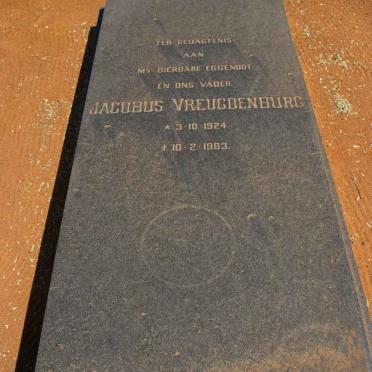 TER GEDAGTENIS
AAN
MY DIERBARE EGGENOOT
EN ONS VADER
JACOBUS VREUGDENBURG
* 3-10-1924
† 10-2-1983.